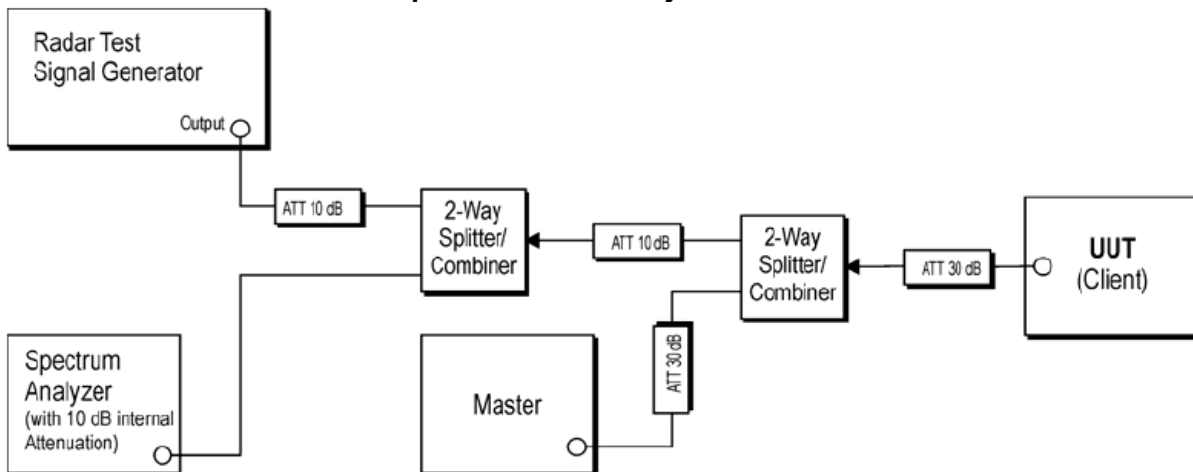 Radar Test
Signal Generator
Output
ATT 10 dB
2-Way
Splitter/
Combiner
ATT 10 dB
2-Way
Splitter/
Combiner
ATT 30 dB
UUT
(Client)
Spectrum
Analyzer
(with 10 dB internal
Attenuation)
Master
ATT 30 dB